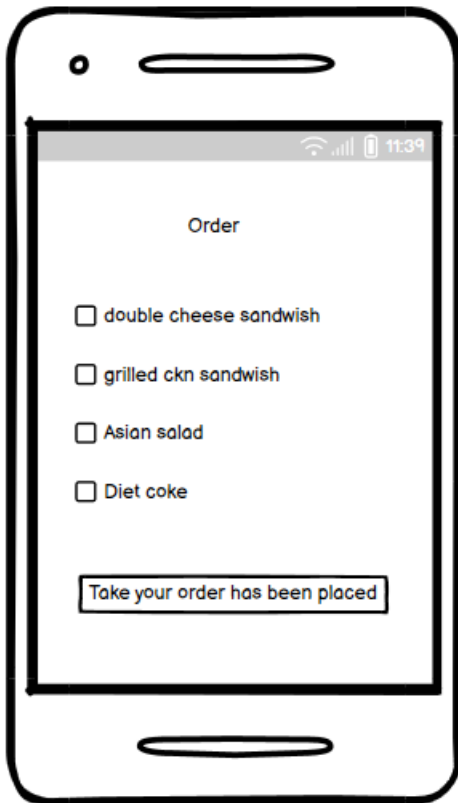 11:39
Order
double cheese sandwish
grilled ckn sandwish
Asian salad
Diet coke
Take your order has been placed